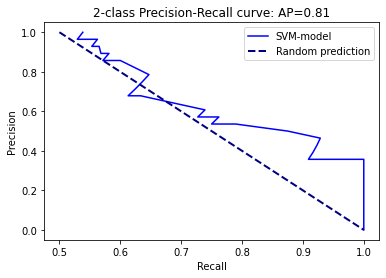 2-class Precision-Recall curve: AP=0.81
SVM-model
Random prediction
Precision
1.0
0.8
0.6
0.4
0.2
0.0
0.5 0.6 0.7 0.8 0.9 1.0
Recall